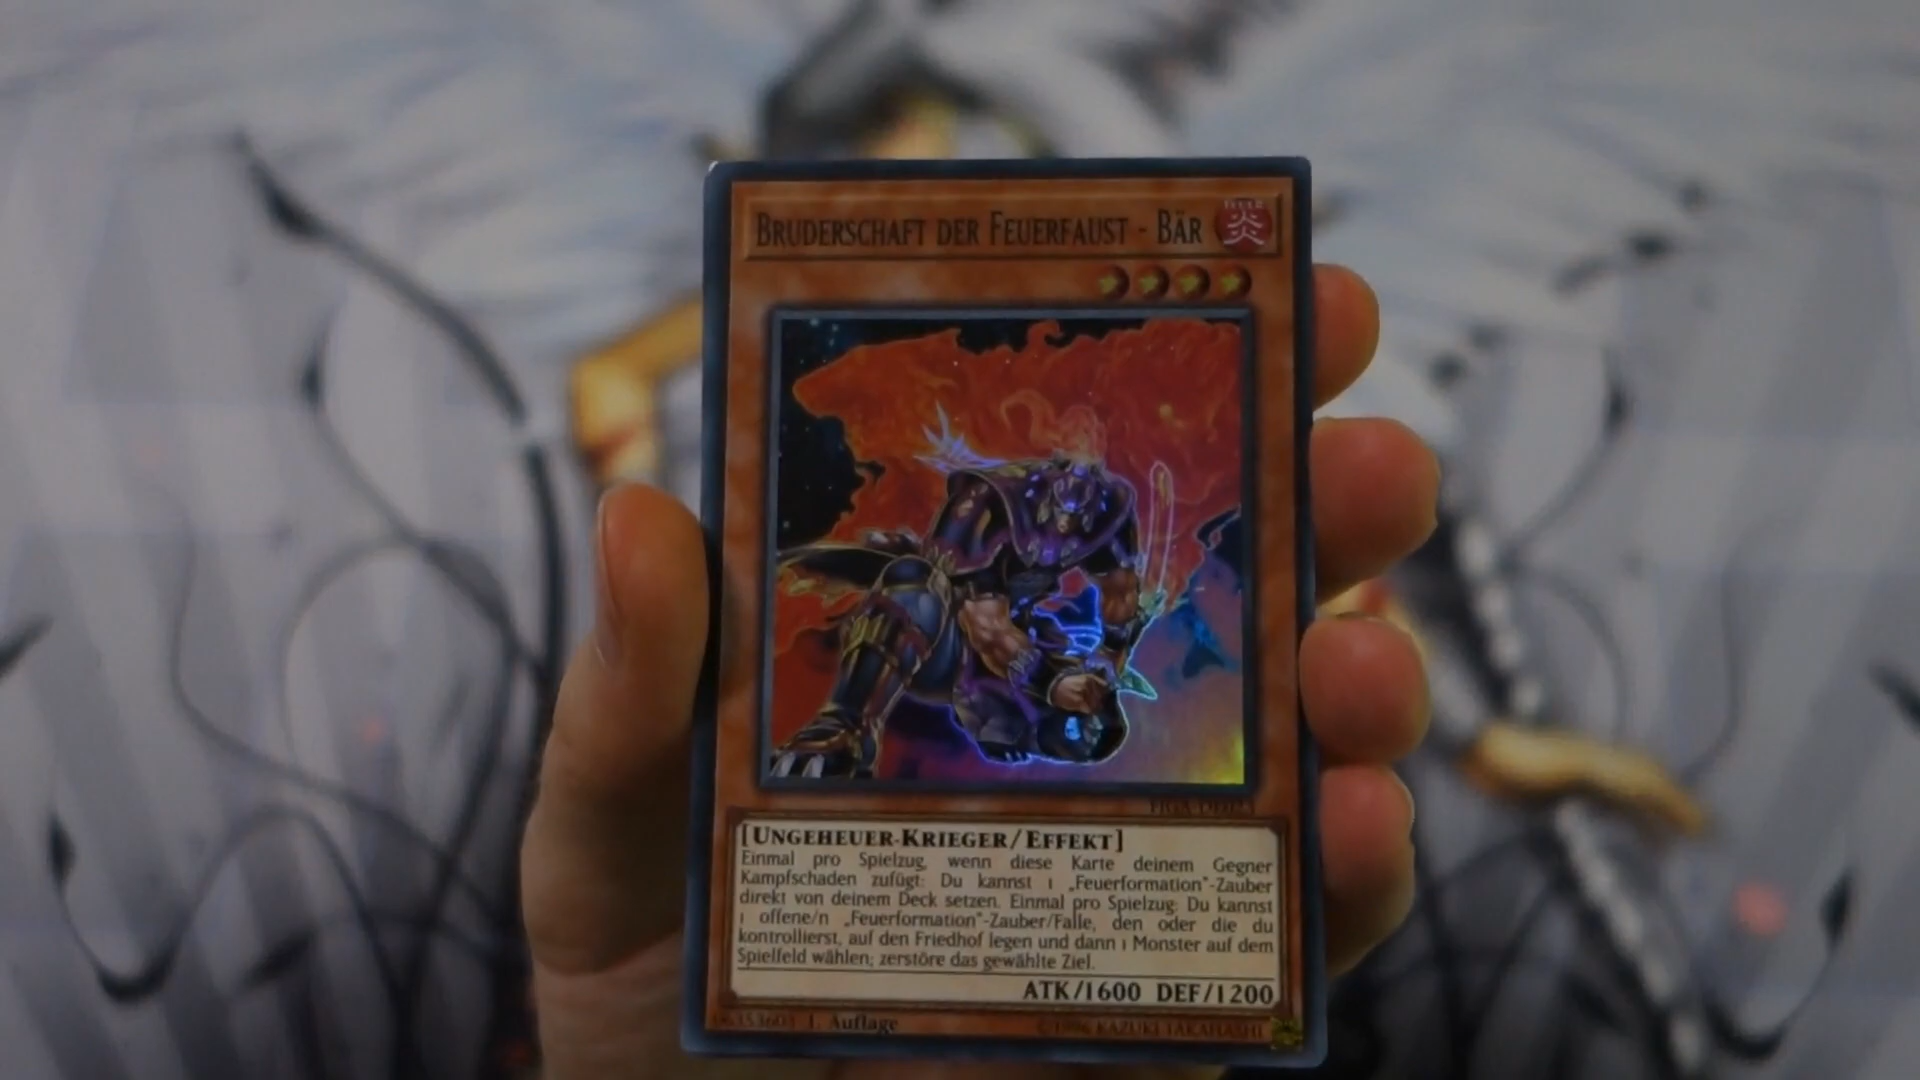 Bruderschaft der Feuerfaust - Bär
炎
[Ungeheuer-Krieger/Effekt]
Einmal pro Spielzug, wenn diese Karte deinem Gegner
Kampfschaden zufügt: Du kannst 1 „Feuerformation"-Zauber
direkt von deinem Deck setzen. Einmal pro Spielzug: Du kannst
1 offene/n „Feuerformation"-Zauber/Falle, den oder die du
kontrollierst, auf den Friedhof legen und dann 1 Monster auf dem
Spielfeld wählen; zerstöre das gewählte Ziel.
ATK/1600 DEF/1200
1. Auflage ©1996 KAZUKI TAKAHASHI